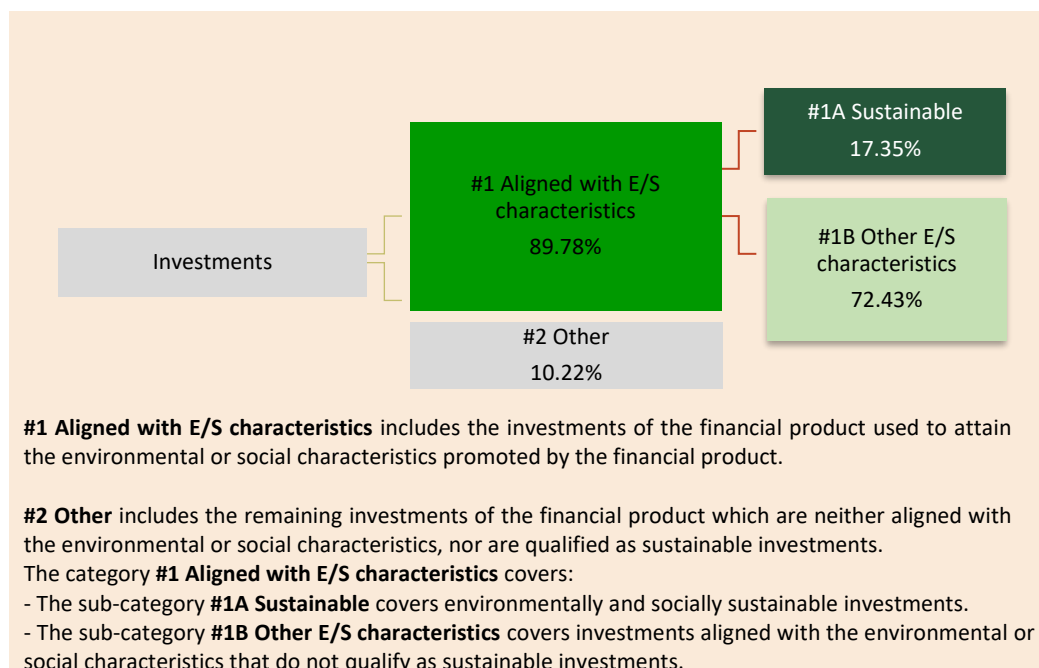 #1A Sustainable
17.35%
#1 Aligned with E/S
characteristics
89.78%
Investments
#1B Other E/S
characteristics
72.43%
#2 Other
10.22%
#1 Aligned with E/S characteristics includes the investments of the financial product used to attain
the environmental or social characteristics promoted by the financial product.
#2 Other includes the remaining investments of the financial product which are neither aligned with
the environmental or social characteristics, nor are qualified as sustainable investments.
The category #1 Aligned with E/S characteristics covers:
- The sub-category #1A Sustainable covers environmentally and socially sustainable investments.
- The sub-category #1B Other E/S characteristics covers investments aligned with the environmental or
social characteristics that do not qualify as sustainable investments.